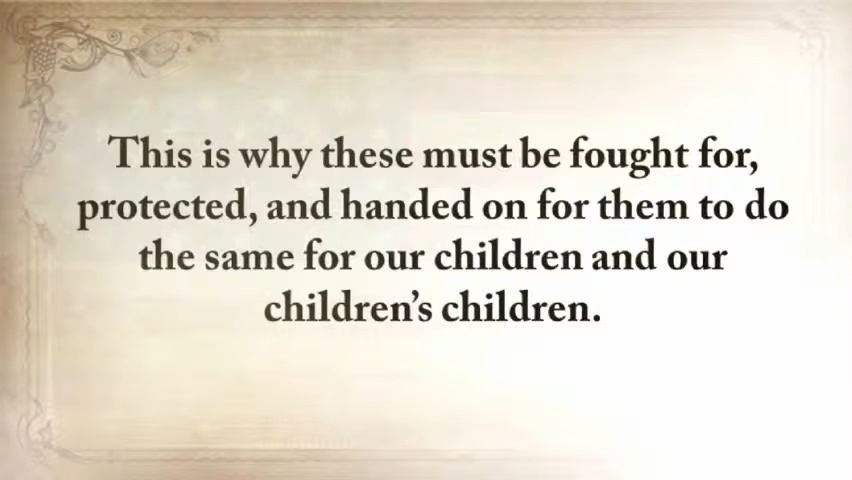 This is why these must be fought for,
protected, and handed on for them to do
the same for our children and our
children’s children.